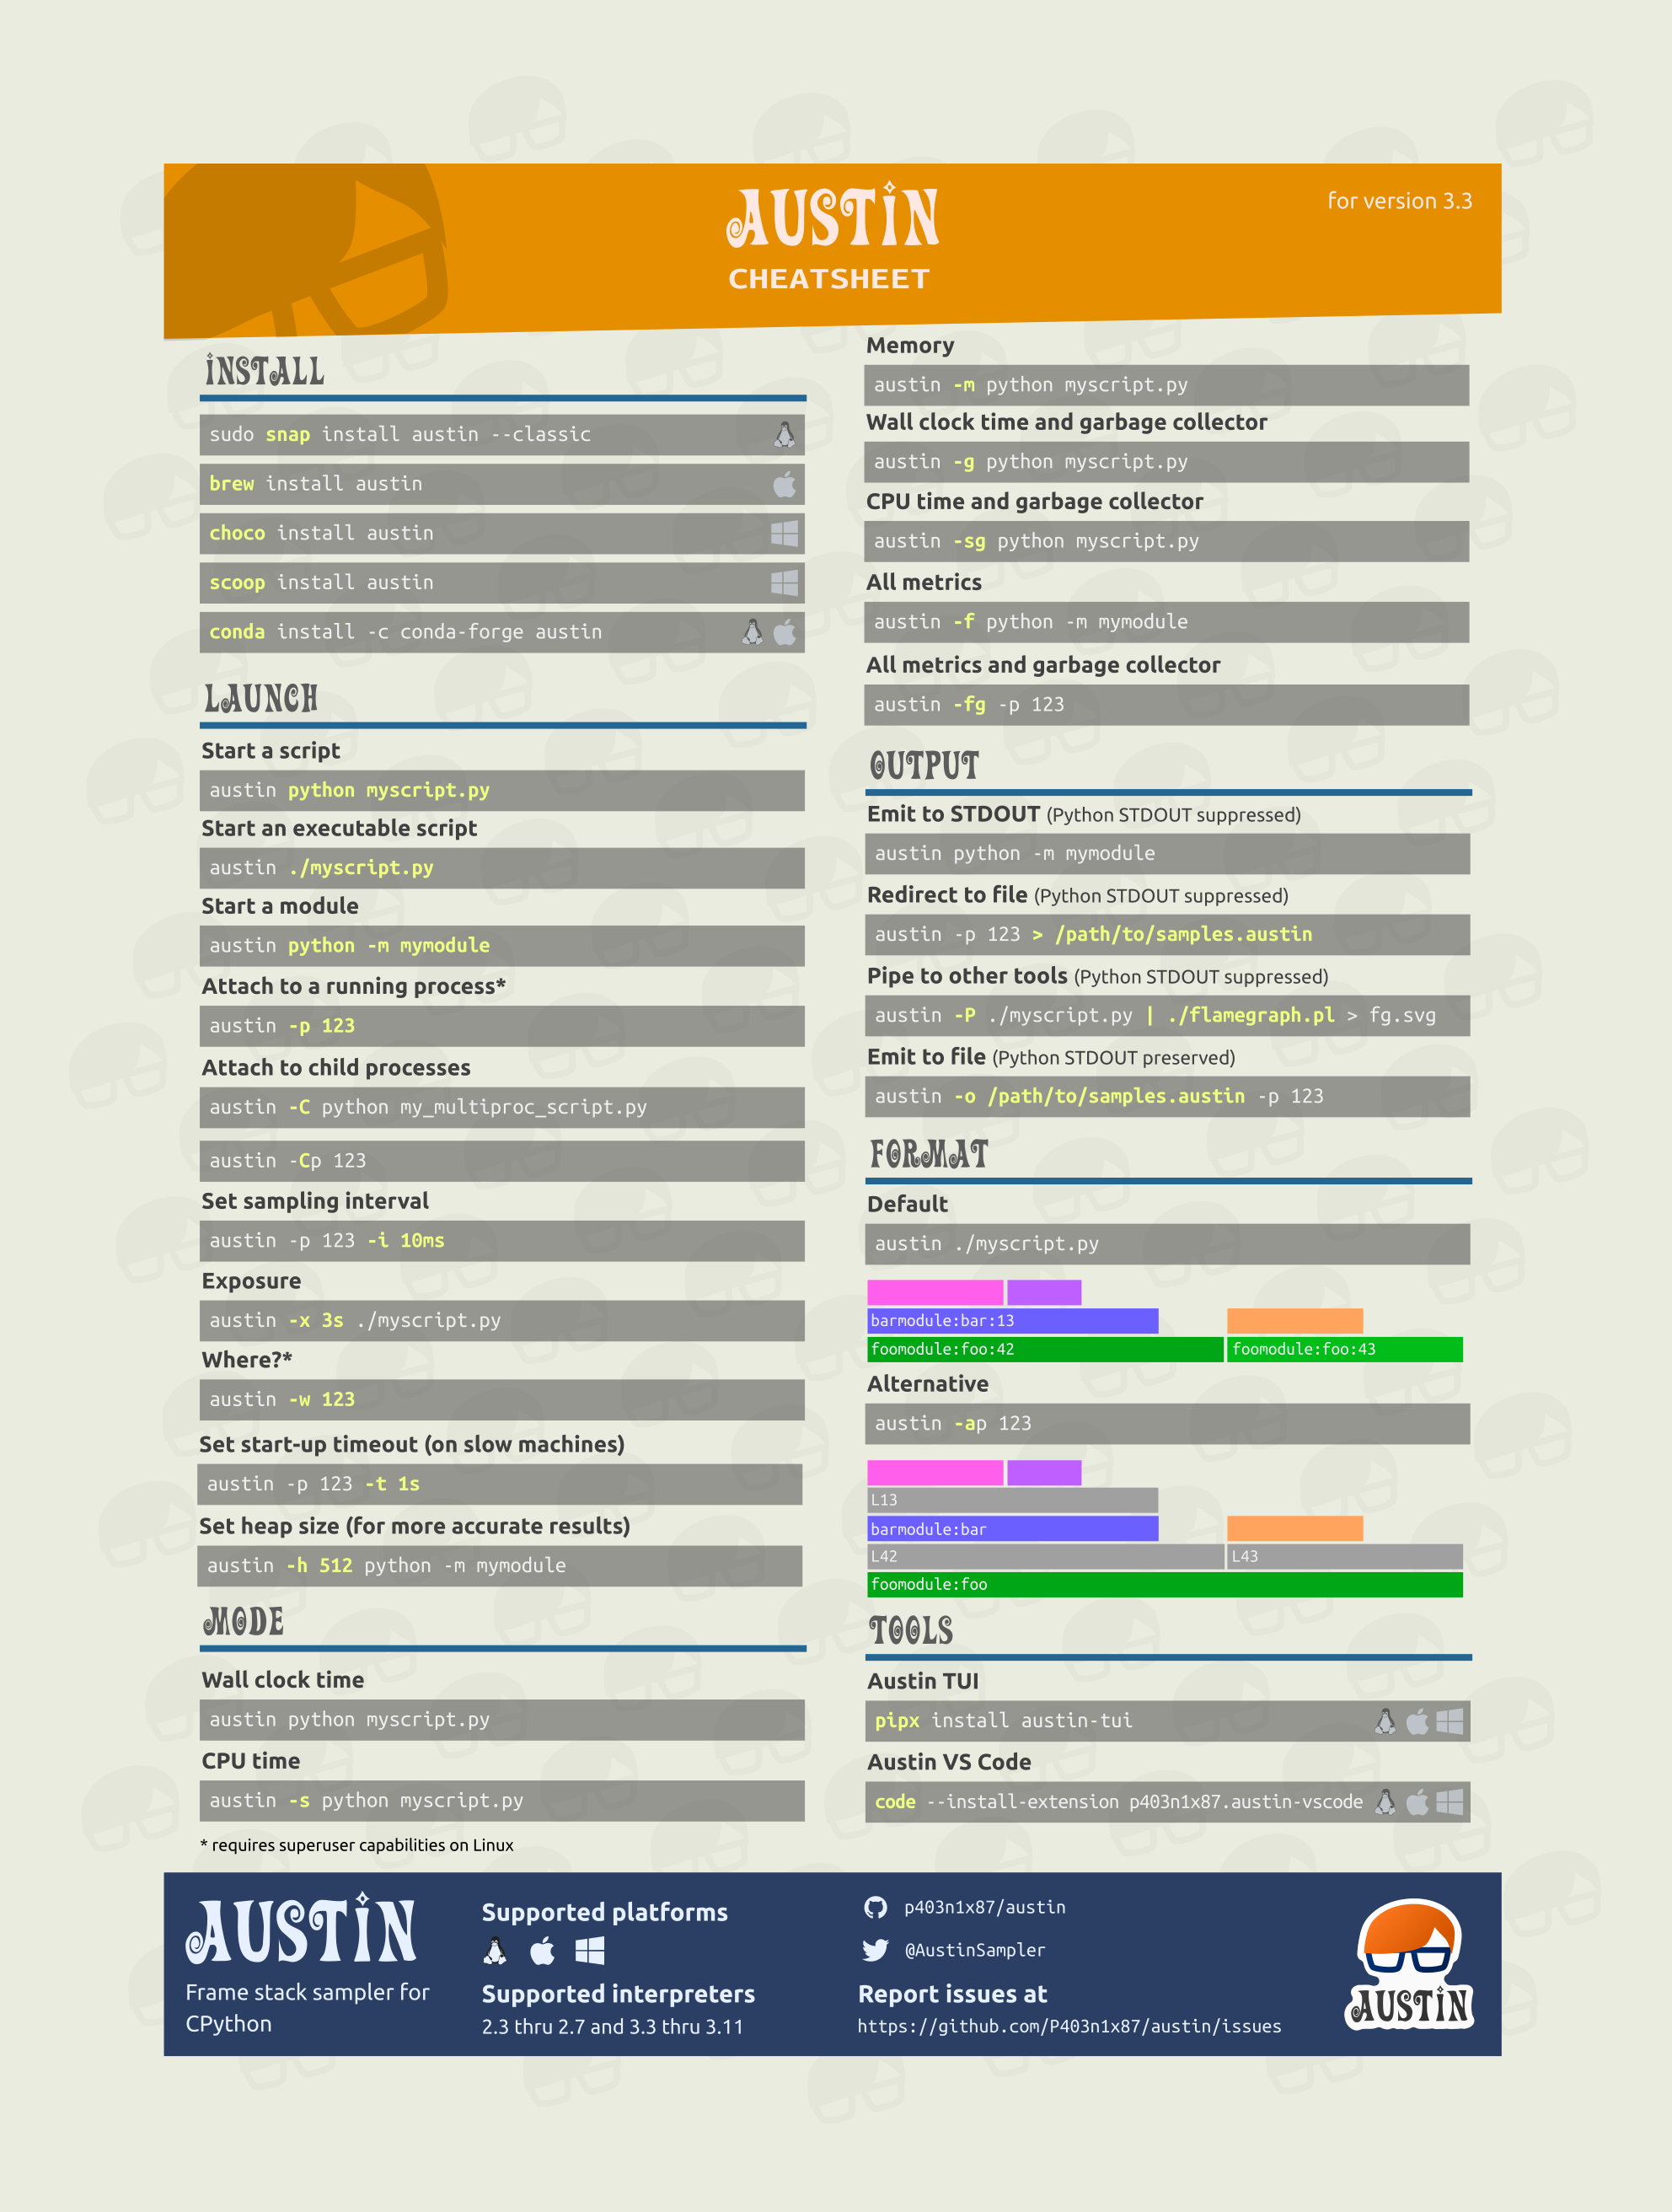 AUSTIN
CHEATSHEET
for version 3.3
INSTALL
sudo snap install austin --classic
brew install austin
choco install austin
scoop install austin
conda install -c conda-forge austin
LAUNCH
Start a script
austin python myscript.py
Start an executable script
austin ./myscript.py
Start a module
austin python -m mymodule
Attach to a running process*
austin -p 123
Attach to child processes
austin -C python my_multiproc_script.py
austin -Cp 123
Set sampling interval
austin -p 123 -i 10ms
Exposure
austin -x 3s ./myscript.py
Where?*
austin -w 123
Set start-up timeout (on slow machines)
austin -p 123 -t 1s
Set heap size (for more accurate results)
austin -h 512 python -m mymodule
MODE
Wall clock time
austin python myscript.py
CPU time
austin -s python myscript.py
* requires superuser capabilities on Linux
Memory
austin -m python myscript.py
Wall clock time and garbage collector
austin -g python myscript.py
CPU time and garbage collector
austin -sg python myscript.py
All metrics
austin -f python -m mymodule
All metrics and garbage collector
austin -fg -p 123
OUTPUT
Emit to STDOUT (Python STDOUT suppressed)
austin python -m mymodule
Redirect to file (Python STDOUT suppressed)
austin -p 123 > /path/to/samples.austin
Pipe to other tools (Python STDOUT suppressed)
austin -P ./myscript.py | ./flamegraph.pl > fg.svg
Emit to file (Python STDOUT preserved)
austin -o /path/to/samples.austin -p 123
FORMAT
Default
austin ./myscript.py
barmodule:bar:13
foomodule:foo:42 foomodule:foo:43
Alternative
austin -ap 123
L13
barmodule:bar
L42 L43
foomodule:foo
TOOLS
Austin TUI
pipx install austin-tui
Austin VS Code
code --install-extension p403n1x87.austin-vscode
AUSTIN
Frame stack sampler for
CPython
Supported platforms
Supported interpreters
2.3 thru 2.7 and 3.3 thru 3.11
p403n1x87/austin
@AustinSampler
Report issues at
https://github.com/P403n1x87/austin/issues
AUSTIN